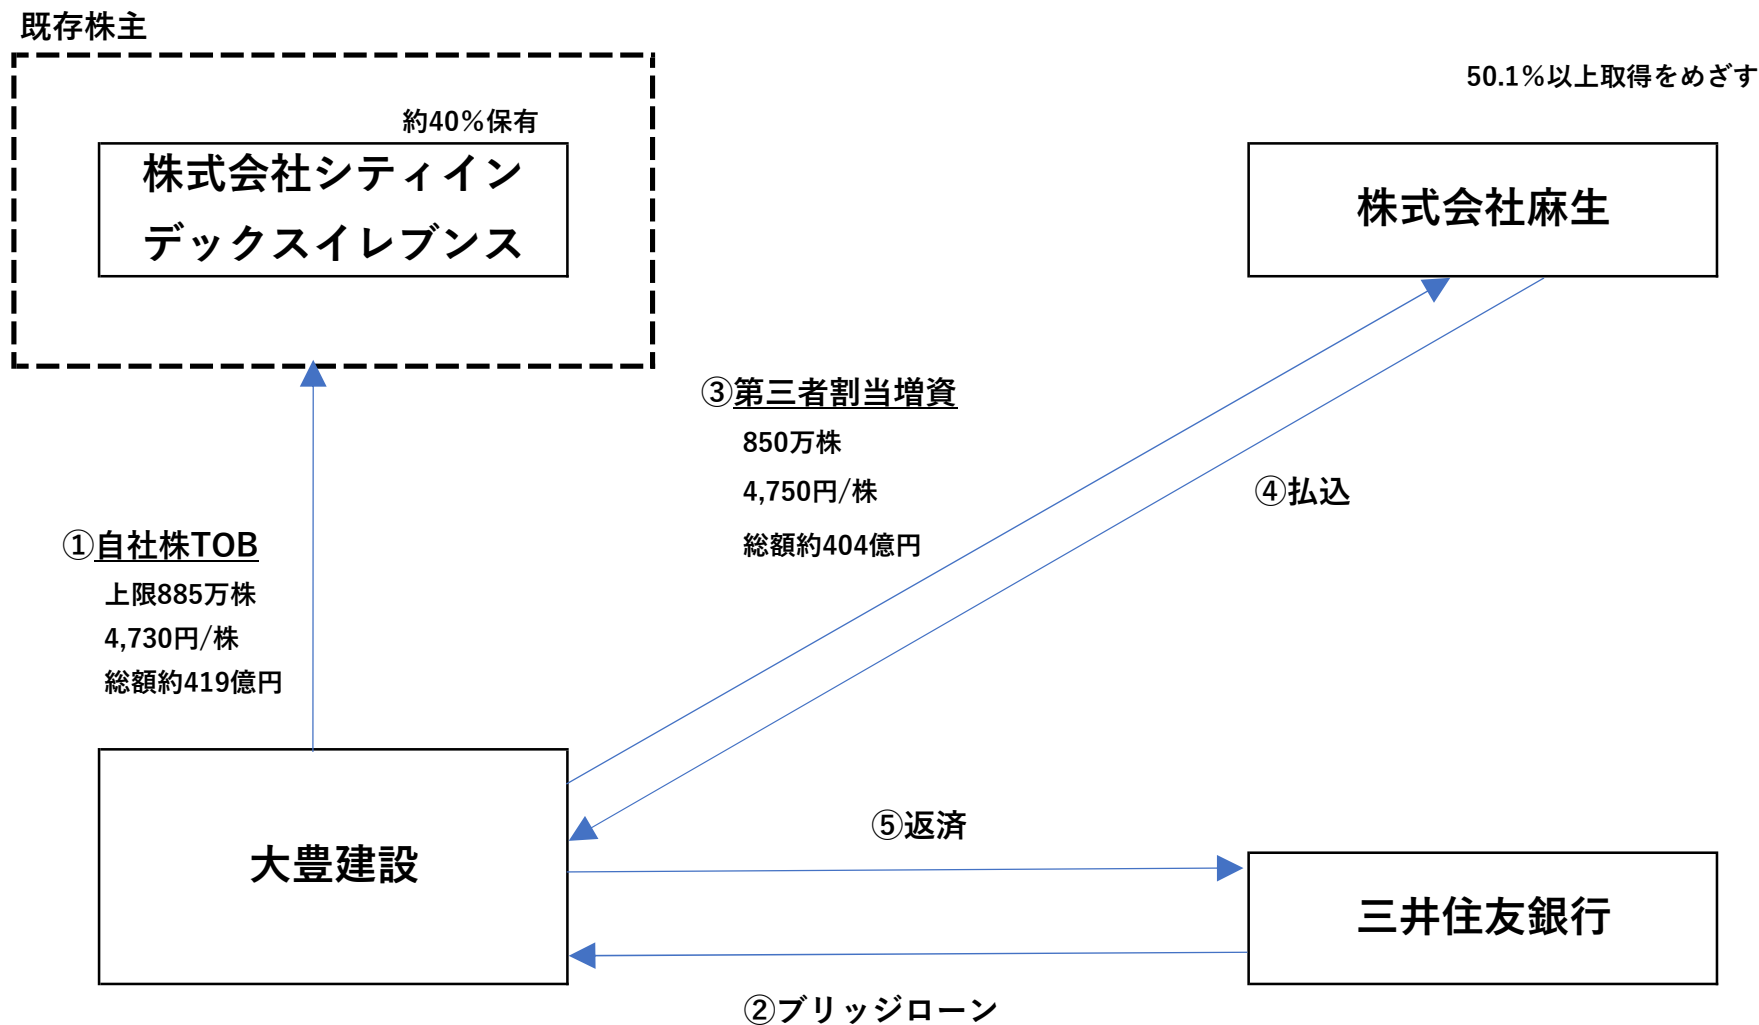 既存株主
50.1%以上取得をめざす
約40%保有
株式会社シティイン
デックスイレブンス
株式会社麻生
③第三者割当増資
850万株
4,750円/株
総額約404億円
④払込
①自社株TOB
上限885万株
4,730円/株
総額約419億円
⑤返済
大豊建設
三井住友銀行
②ブリッジローン